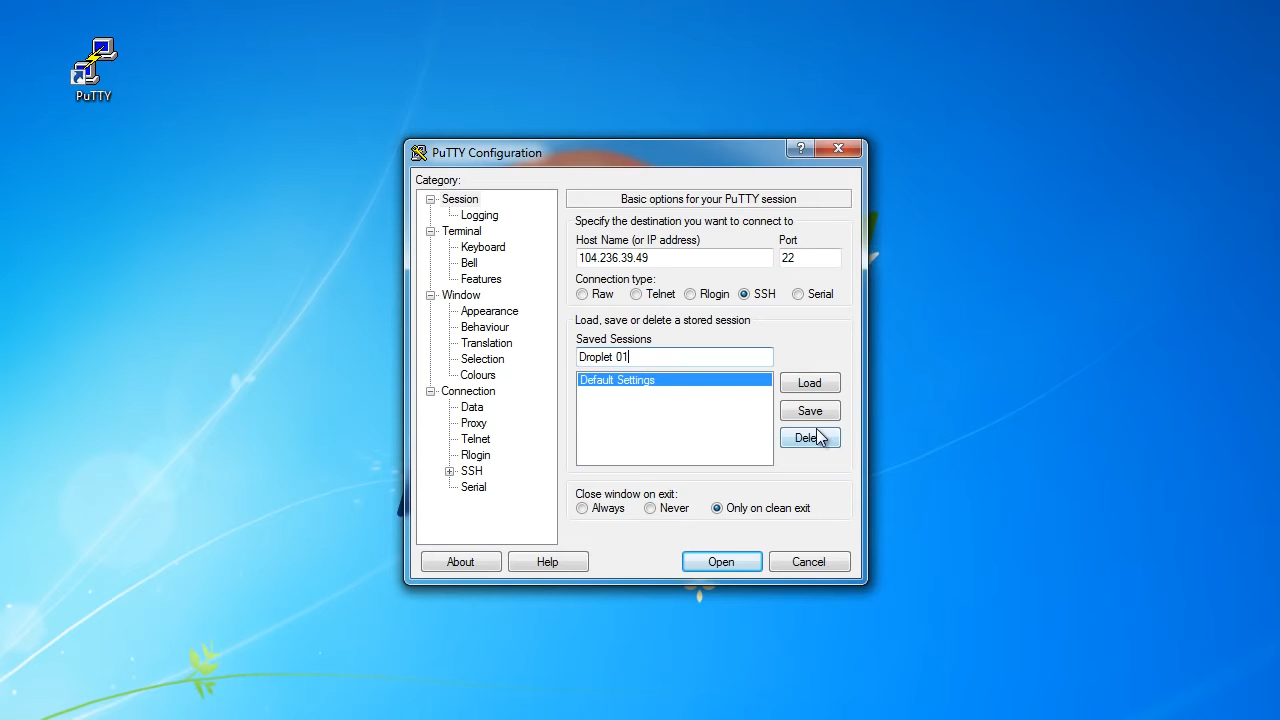 PuTTY
PuTTY Configuration
?
Category:
Session
Logging
Terminal
Keyboard
Bell
Features
Window
Appearance
Behaviour
Translation
Selection
Colours
Connection
Data
Proxy
Telnet
Rlogin
SSH
Serial
Basic options for your PuTTY session
Specify the destination you want to connect to
Host Name (or IP address) Port
104.236.39.49 22
Connection type:
Raw Telnet Rlogin SSH Serial
Load, save or delete a stored session
Saved Sessions
Droplet 01
Default Settings
Load
Save
Close window on exit:
Always Never Only on clean exit
About Help Open Cancel